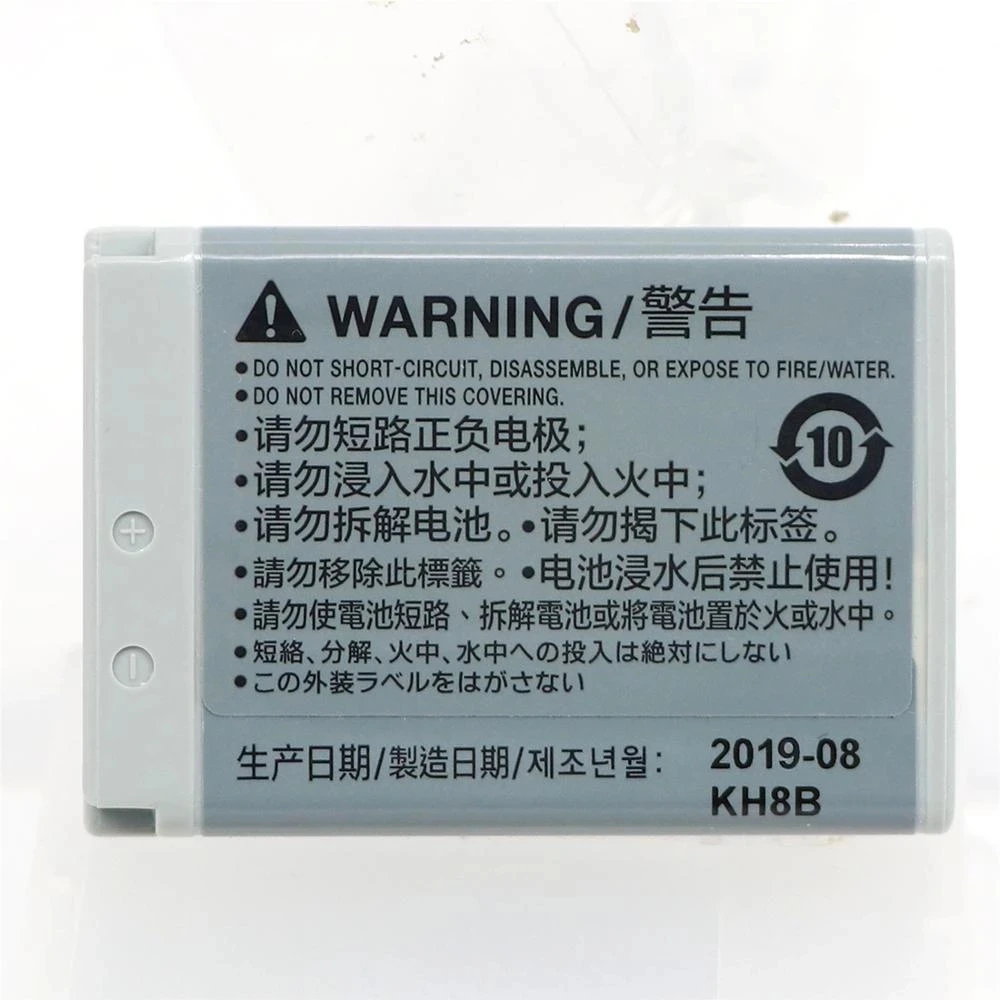 WARNING/警告
•DO NOT SHORT-CIRCUIT, DISASSEMBLE, OR EXPOSE TO FIRE/WATER.
•DO NOT REMOVE THIS COVERING.
•请勿短路正负电极;
10
•请勿浸入水中或投入火中;
•请勿拆解电池。•请勿揭下此标签。
•請勿移除此標籤。•电池浸水后禁止使用!
•請勿使電池短路、拆解電池或將電池置於火或水中。
•短絡、分解、火中、水中への投入は絶対にしない
•この外装ラベルをはがさない
生产日期/製造日期/제조년월: 2019-08
KH8B
+
−